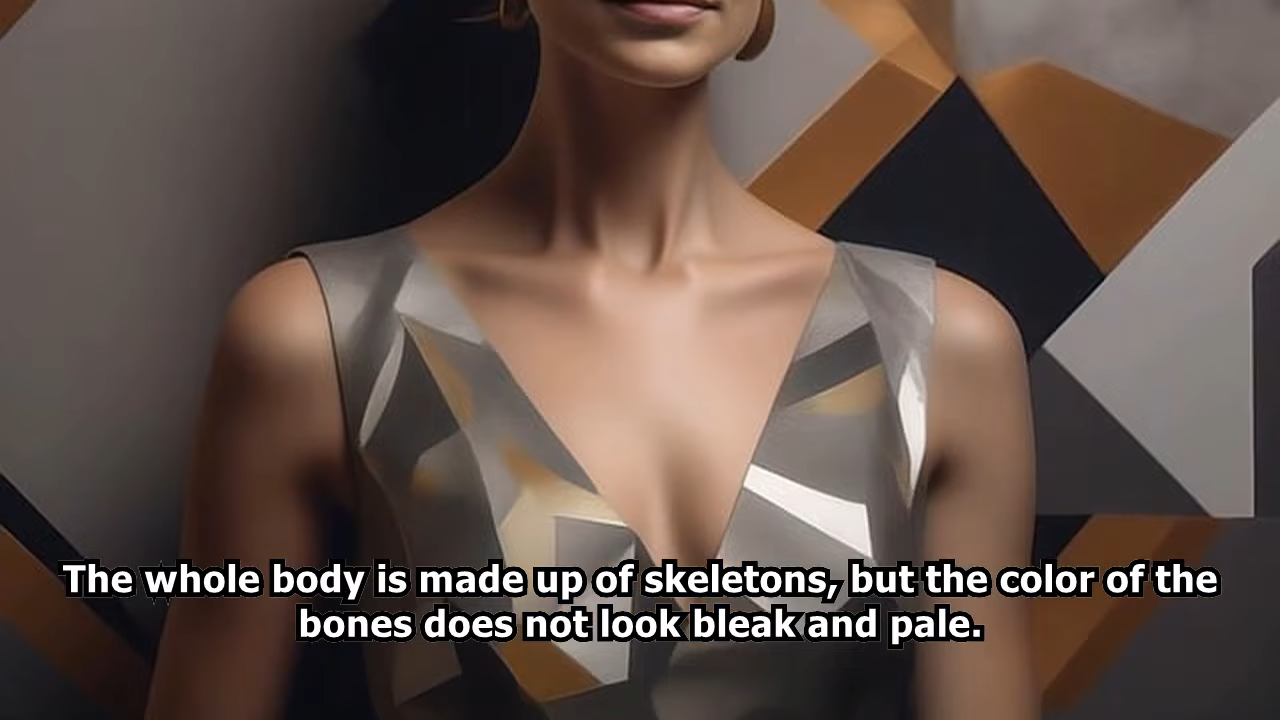 The whole body is made up of skeletons, but the color of the
bones does not look bleak and pale.